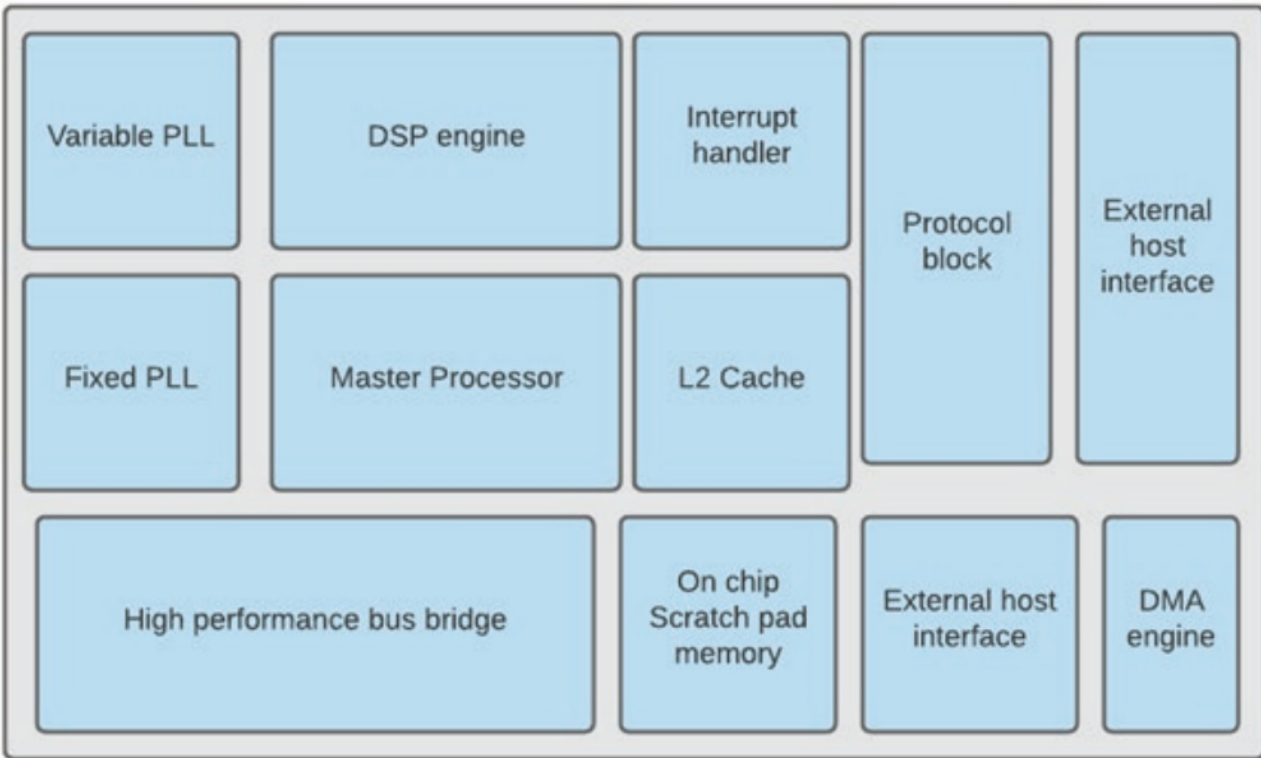 Variable PLL
DSP engine
Interrupt
handler
Protocol
block
External
host
interface
Fixed PLL
Master Processor
L2 Cache
High performance bus bridge
On chip
Scratch pad
memory
External host
interface
DMA
engine